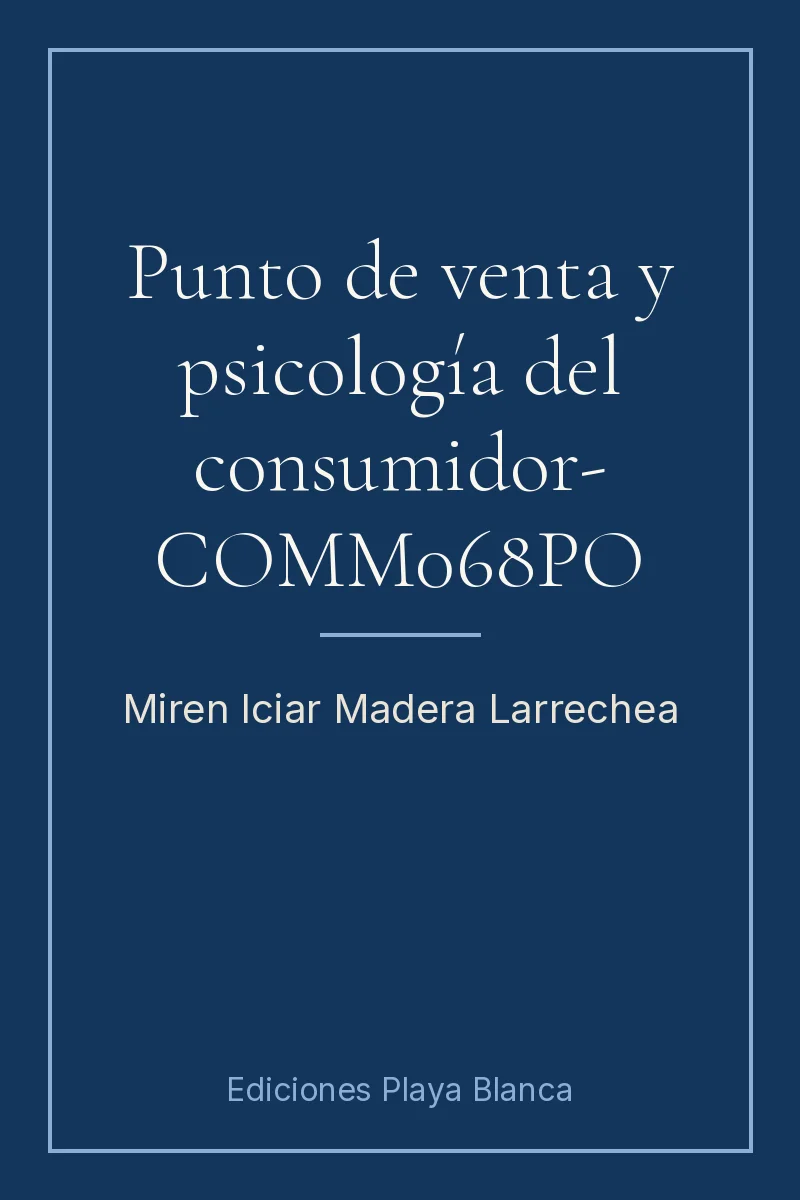 Punto de venta y
psicología del
consumidor-
COMM068PO
Miren Iciar Madera Larrechea
Ediciones Playa Blanca